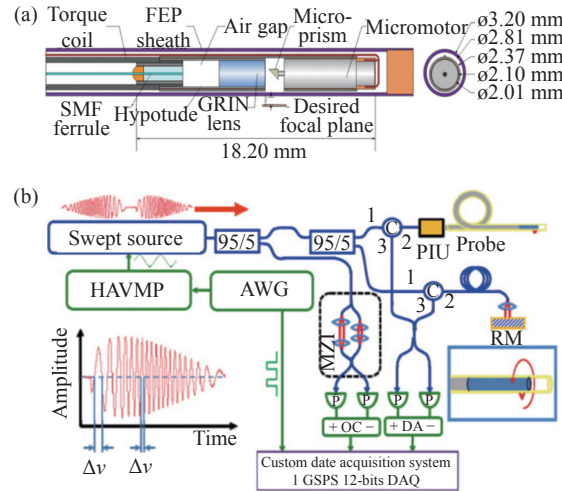 (a)
Torque coil
FEP sheath
Air gap
Micro-prism
Micromotor
ø3.20 mm
ø2.81 mm
ø2.37 mm
ø2.10 mm
ø2.01 mm
SMF ferrule
Hypotude
GRIN lens
Desired focal plane
18.20 mm
(b)
Swept source
95/5
95/5
1
C
2
3
PIU
Probe
HAVMP
AWG
1
C
2
3
MZI
RM
Amplitude
Time
Δv
Δv
P
P
P
P
+ OC −
+ DA −
Custom date acquisition system
1 GSPS 12-bits DAQ